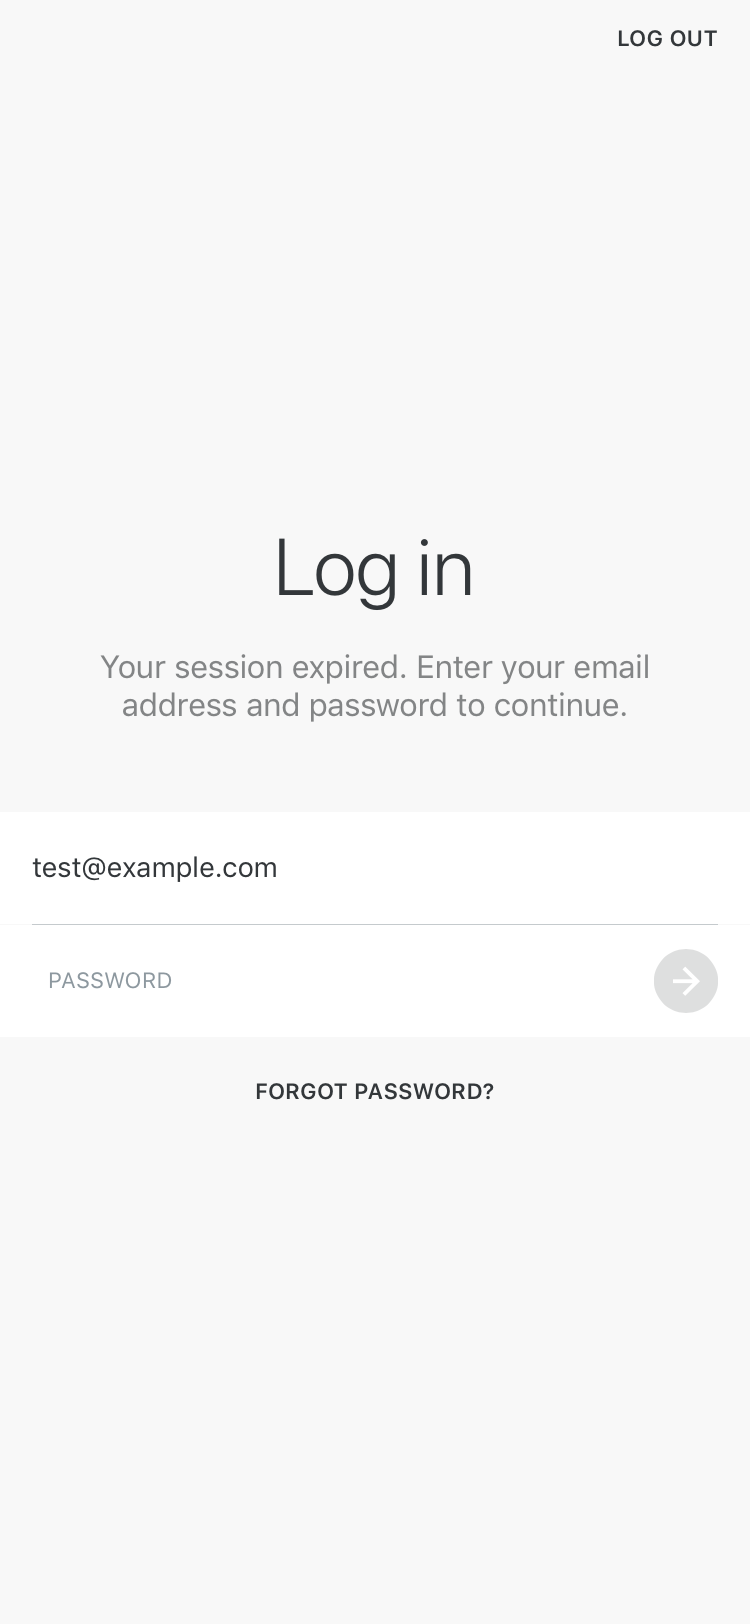 LOG OUT
Log in
Your session expired. Enter your email
address and password to continue.
test@example.com
PASSWORD
FORGOT PASSWORD?